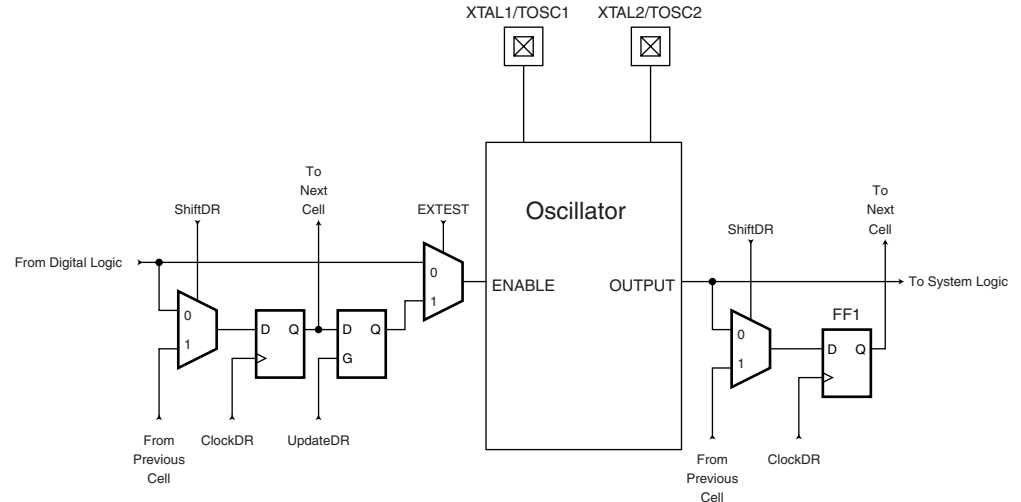 XTAL1/TOSC1
XTAL2/TOSC2
To
Next
Cell
ShiftDR
EXTEST
Oscillator
To
Next
Cell
ShiftDR
From Digital Logic
0
1
0
1
ENABLE
OUTPUT
To System Logic
D Q
D Q
G
FF1
0
1
D Q
From
Previous
Cell
ClockDR
UpdateDR
From
Previous
Cell
ClockDR